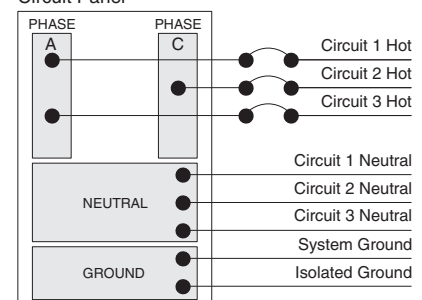 Circuit Panel
PHASE PHASE
A C
Circuit 1 Hot
Circuit 2 Hot
Circuit 3 Hot
Circuit 1 Neutral
Circuit 2 Neutral
NEUTRAL
Circuit 3 Neutral
System Ground
GROUND
Isolated Ground